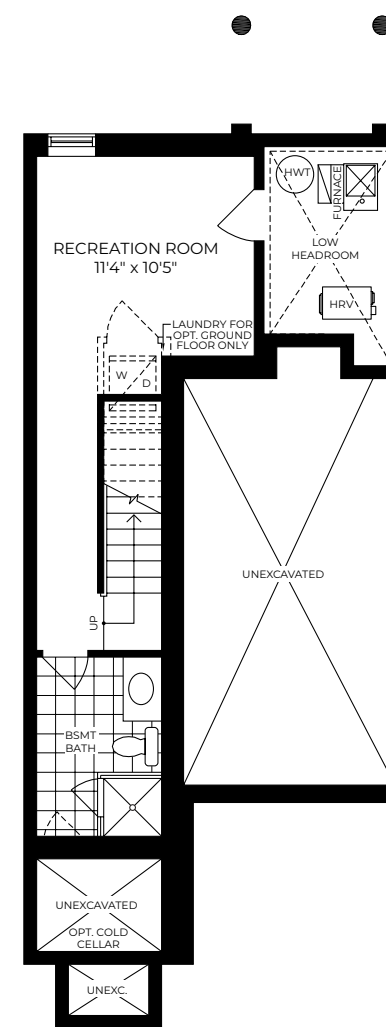 HWT
FURNACE
RECREATION ROOM
11'4" x 10'5"
LOW
HEADROOM
HRV
LAUNDRY FOR
OPT. GROUND
FLOOR ONLY
W
D
UNEXCAVATED
UP
BSMT
BATH
UNEXCAVATED
OPT. COLD
CELLAR
UNEXC.